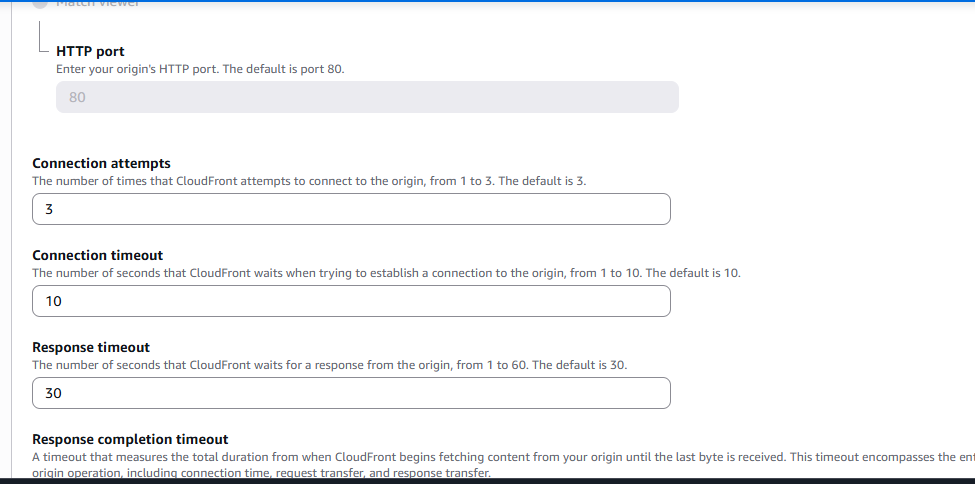 Match viewer
HTTP port
Enter your origin's HTTP port. The default is port 80.
80
Connection attempts
The number of times that CloudFront attempts to connect to the origin, from 1 to 3. The default is 3.
3
Connection timeout
The number of seconds that CloudFront waits when trying to establish a connection to the origin, from 1 to 10. The default is 10.
10
Response timeout
The number of seconds that CloudFront waits for a response from the origin, from 1 to 60. The default is 30.
30
Response completion timeout
A timeout that measures the total duration from when CloudFront begins fetching content from your origin until the last byte is received. This timeout encompasses the
origin operation, including connection time, request transfer, and response transfer.